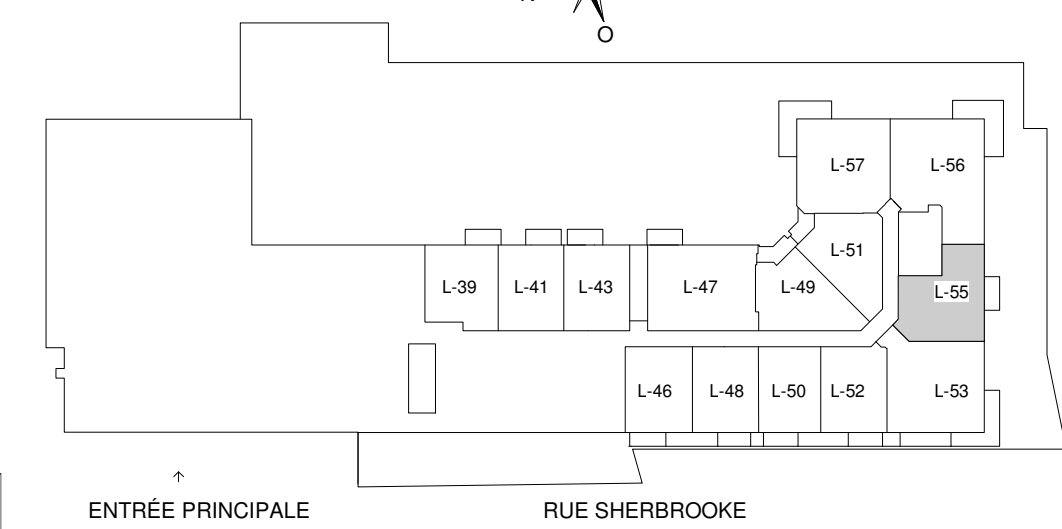 O
L-57
L-56
L-51
L-39
L-41
L-43
L-47
L-49
L-55
L-46
L-48
L-50
L-52
L-53
ENTRÉE PRINCIPALE
RUE SHERBROOKE